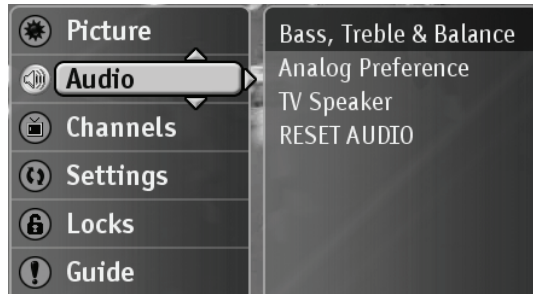 Picture
Audio
Channels
Settings
Locks
Guide
Bass, Treble & Balance
Analog Preference
TV Speaker
RESET AUDIO